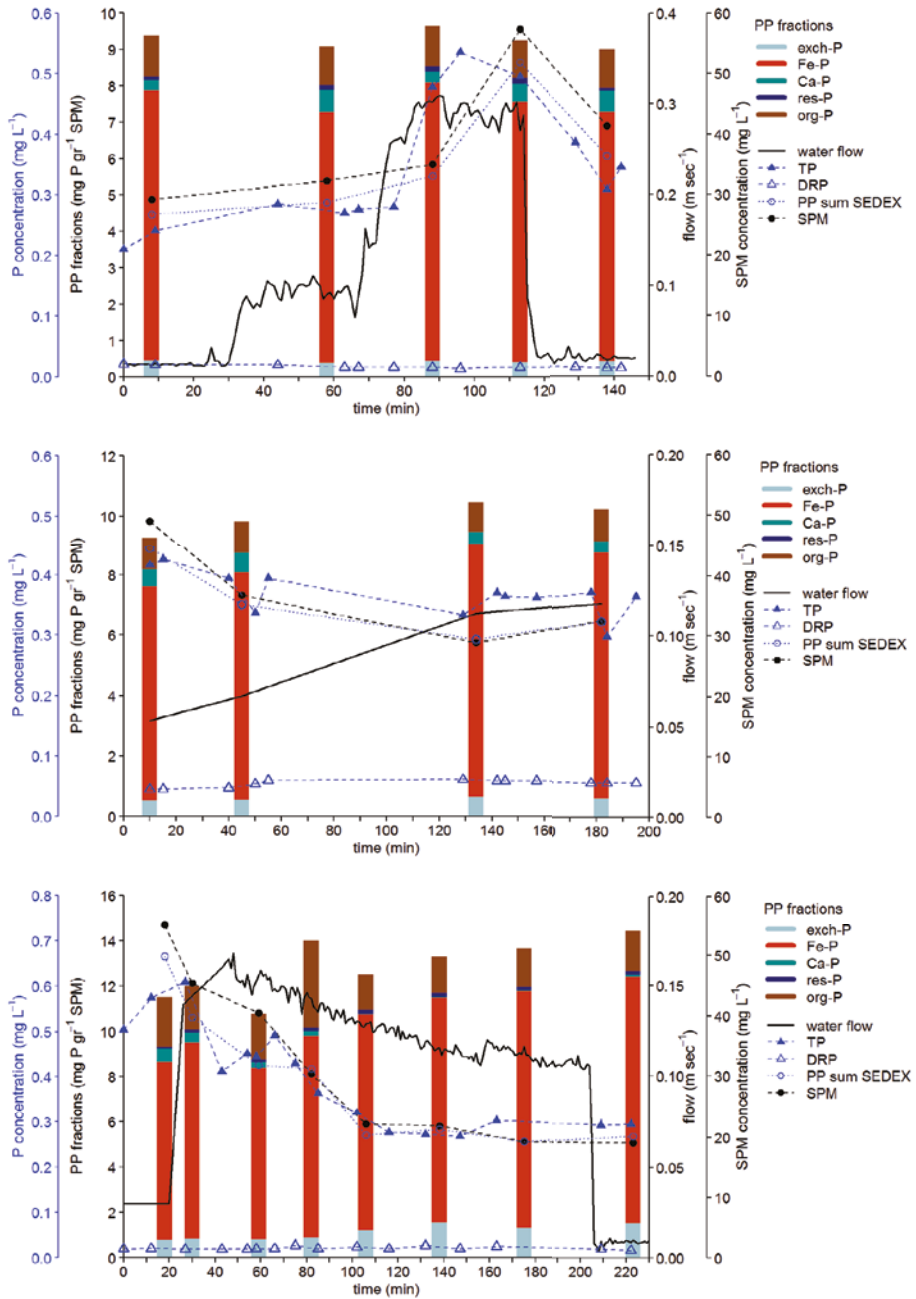 P concentration (mg L⁻¹)
0.6
0.5
0.4
0.3
0.2
0.1
0.0
PP fractions (mg P gr⁻¹ SPM)
10
9
8
7
6
5
4
3
2
1
0
0 20 40 60 80 100 120 140
time (min)
flow (m sec⁻¹)
0.4
0.3
0.2
0.1
0.0
SPM concentration (mg L⁻¹)
60
50
40
30
20
10
0
PP fractions
exch-P
Fe-P
Ca-P
res-P
org-P
water flow
TP
DRP
PP sum SEDEX
SPM
P concentration (mg L⁻¹)
0.6
0.5
0.4
0.3
0.2
0.1
0.0
PP fractions (mg P gr⁻¹ SPM)
12
10
8
6
4
2
0
0 20 40 60 80 100 120 140 160 180 200
time (min)
flow (m sec⁻¹)
0.20
0.15
0.10
0.05
0.00
SPM concentration (mg L⁻¹)
60
50
40
30
20
10
0
PP fractions
exch-P
Fe-P
Ca-P
res-P
org-P
water flow
TP
DRP
PP sum SEDEX
SPM
P concentration (mg L⁻¹)
0.8
0.7
0.6
0.5
0.4
0.3
0.2
0.1
0.0
PP fractions (mg P gr⁻¹ SPM)
16
14
12
10
8
6
4
2
0
0 20 40 60 80 100 120 140 160 180 200 220
time (min)
flow (m sec⁻¹)
0.20
0.15
0.10
0.05
0.00
SPM concentration (mg L⁻¹)
60
50
40
30
20
10
0
PP fractions
exch-P
Fe-P
Ca-P
res-P
org-P
water flow
TP
DRP
PP sum SEDEX
SPM